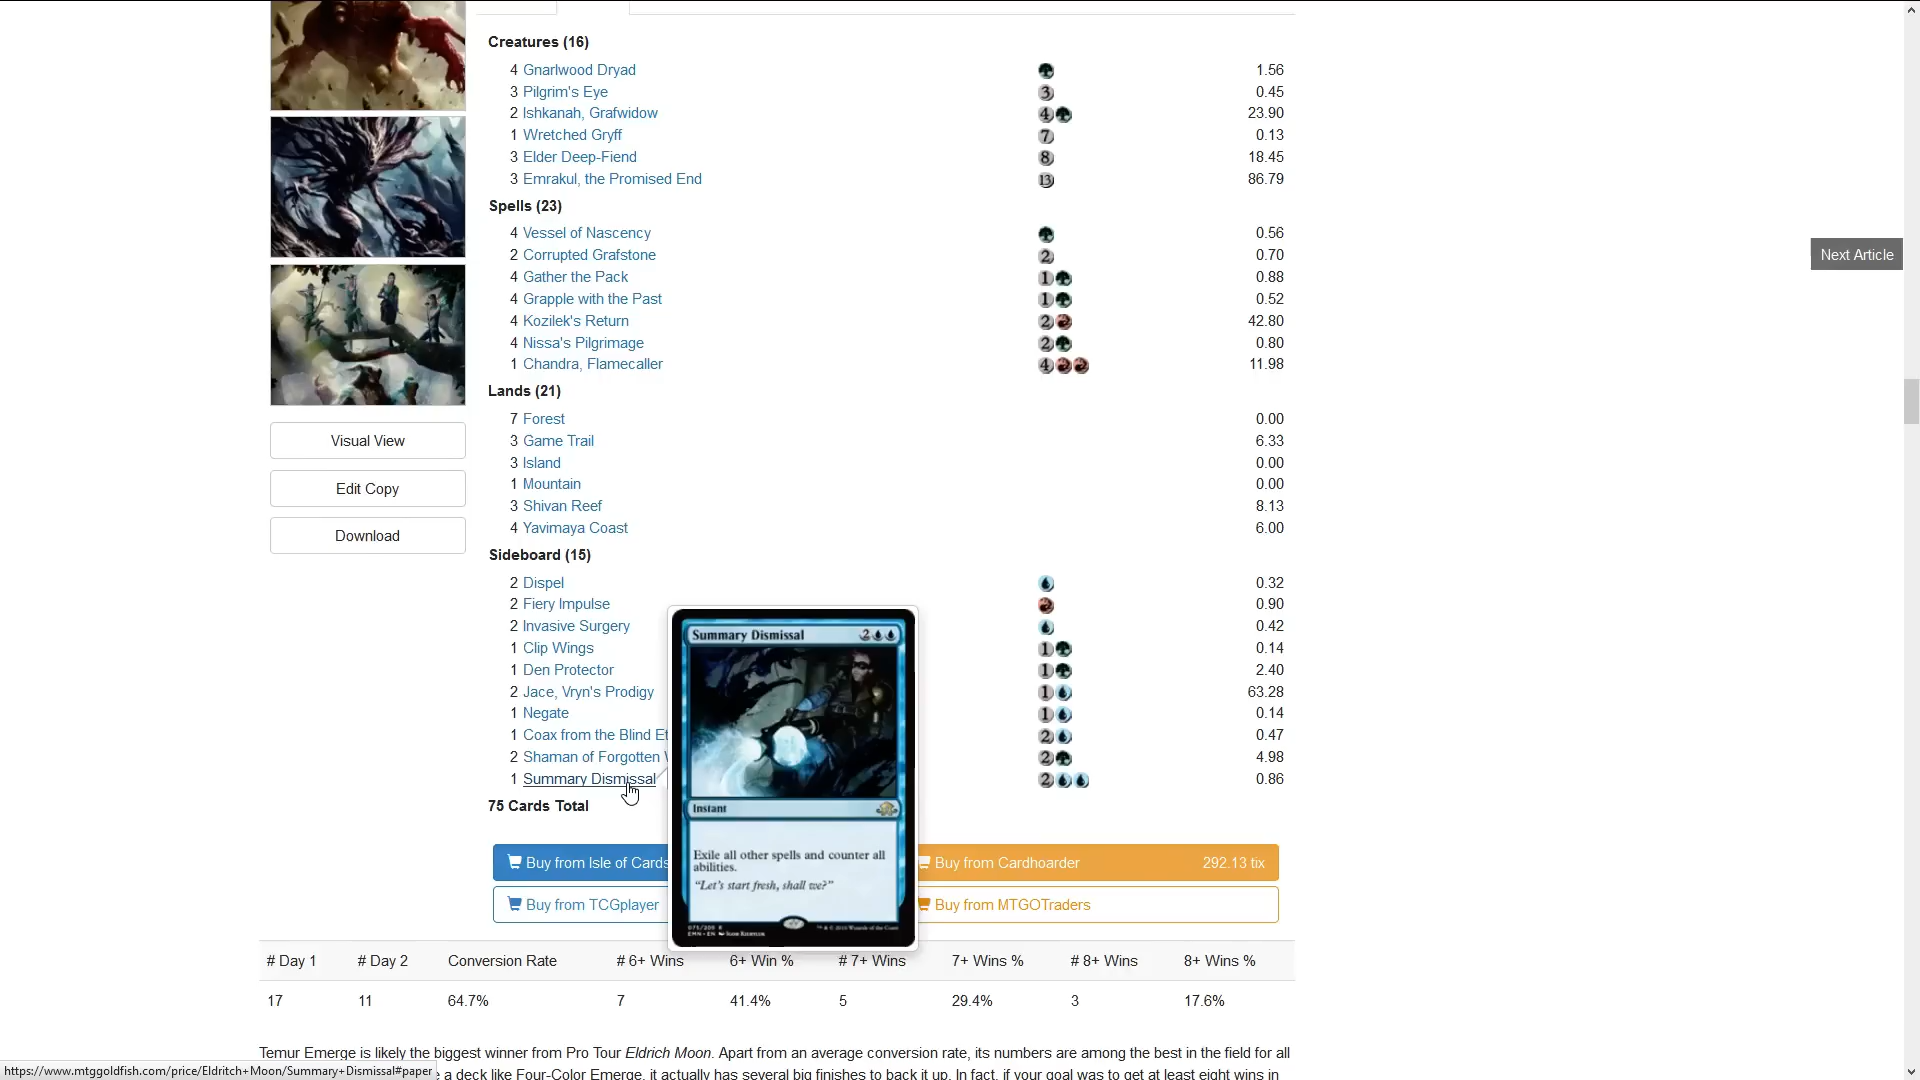 Creatures (16)
4 Gnarlwood Dryad 1.56
3 Pilgrim's Eye 3 0.45
2 Ishkanah, Grafwidow 4 23.90
1 Wretched Gryff 7 0.13
3 Elder Deep-Fiend 8 18.45
3 Emrakul, the Promised End 13 86.79
Spells (23)
4 Vessel of Nascency 0.56
2 Corrupted Grafstone 2 0.70
4 Gather the Pack 1 0.88
4 Grapple with the Past 1 0.52
4 Kozilek's Return 2 42.80
4 Nissa's Pilgrimage 2 0.80
1 Chandra, Flamecaller 4 11.98
Lands (21)
7 Forest 0.00
3 Game Trail 6.33
3 Island 0.00
1 Mountain 0.00
3 Shivan Reef 8.13
4 Yavimaya Coast 6.00
Sideboard (15)
2 Dispel 0.32
2 Fiery Impulse 0.90
2 Invasive Surgery 0.42
1 Clip Wings 1 0.14
1 Den Protector 1 2.40
2 Jace, Vryn's Prodigy 1 63.28
1 Negate 1 0.14
1 Coax from the Blind Et 2 0.47
2 Shaman of Forgotten 2 4.98
1 Summary Dismissal 2 0.86
75 Cards Total
Visual View
Edit Copy
Download
Next Article
Summary Dismissal 2
Instant
Exile all other spells and counter all
abilities.
"Let's start fresh, shall we?"
Buy from Isle of Cards
Buy from Cardhoarder 292.13 tix
Buy from TCGplayer
Buy from MTGOTraders
# Day 1 # Day 2 Conversion Rate # 6+ Wins 6+ Win % # 7+ Wins 7+ Wins % # 8+ Wins 8+ Wins %
17 11 64.7% 7 41.4% 5 29.4% 3 17.6%
Temur Emerge is likely the biggest winner from Pro Tour Eldrich Moon. Apart from an average conversion rate, its numbers are among the best in the field for all
a deck like Four-Color Emerge, it actually has several big finishes to back it up. In fact, if your goal was to get at least eight wins in
https://www.mtggoldfish.com/price/Eldritch+Moon/Summary+Dismissal#paper